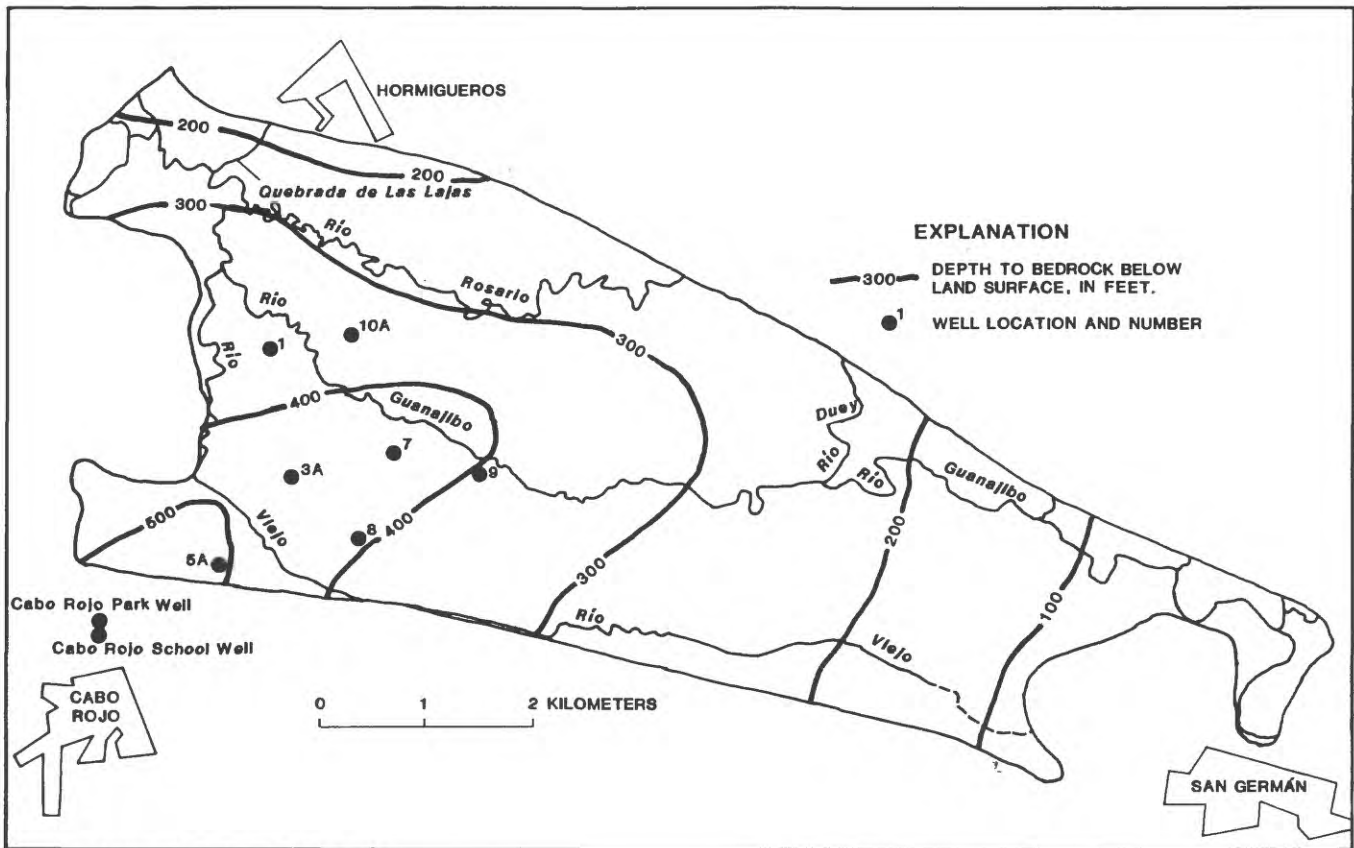 HORMIGUEROS
200
200
Quebrada de Las Lajas
300
Río
Rosario
EXPLANATION
300 DEPTH TO BEDROCK BELOW
LAND SURFACE, IN FEET.
1 WELL LOCATION AND NUMBER
Río
10A
1
Río
300
400
Guanajibo
Duey
7
Río
Río
Guanajibo
3A
9
500
Viejo
8
400
200
5A
300
100
Cabo Rojo Park Well
Río
Cabo Rojo School Well
Viejo
CABO
ROJO
0 1 2 KILOMETERS
SAN GERMÁN